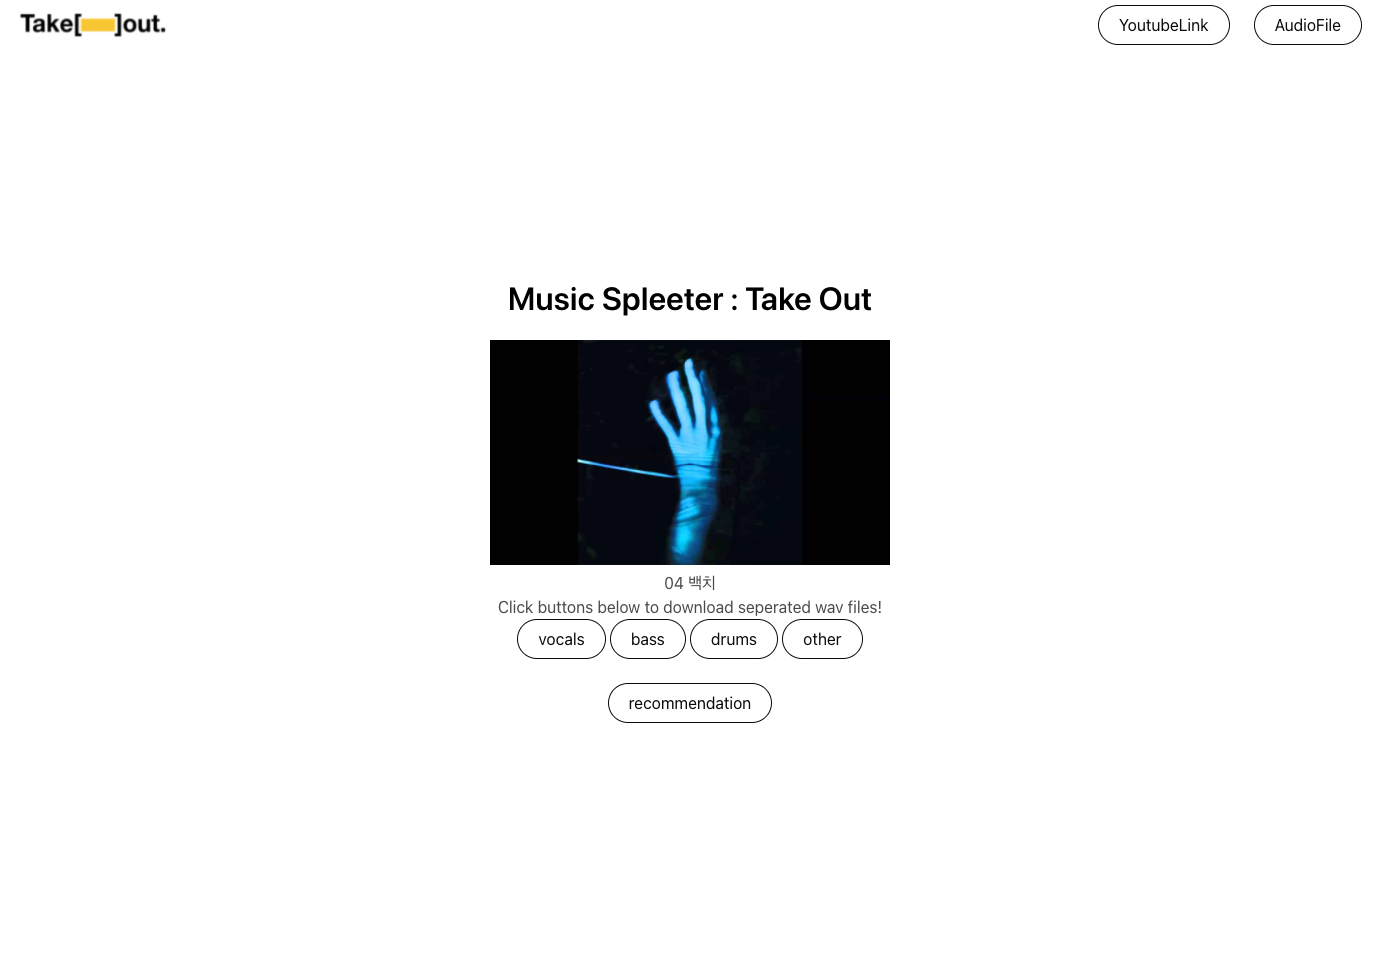 Take[ ]out.
YoutubeLink
AudioFile
Music Spleeter : Take Out
04 백치
Click buttons below to download seperated wav files!
vocals bass drums other
recommendation